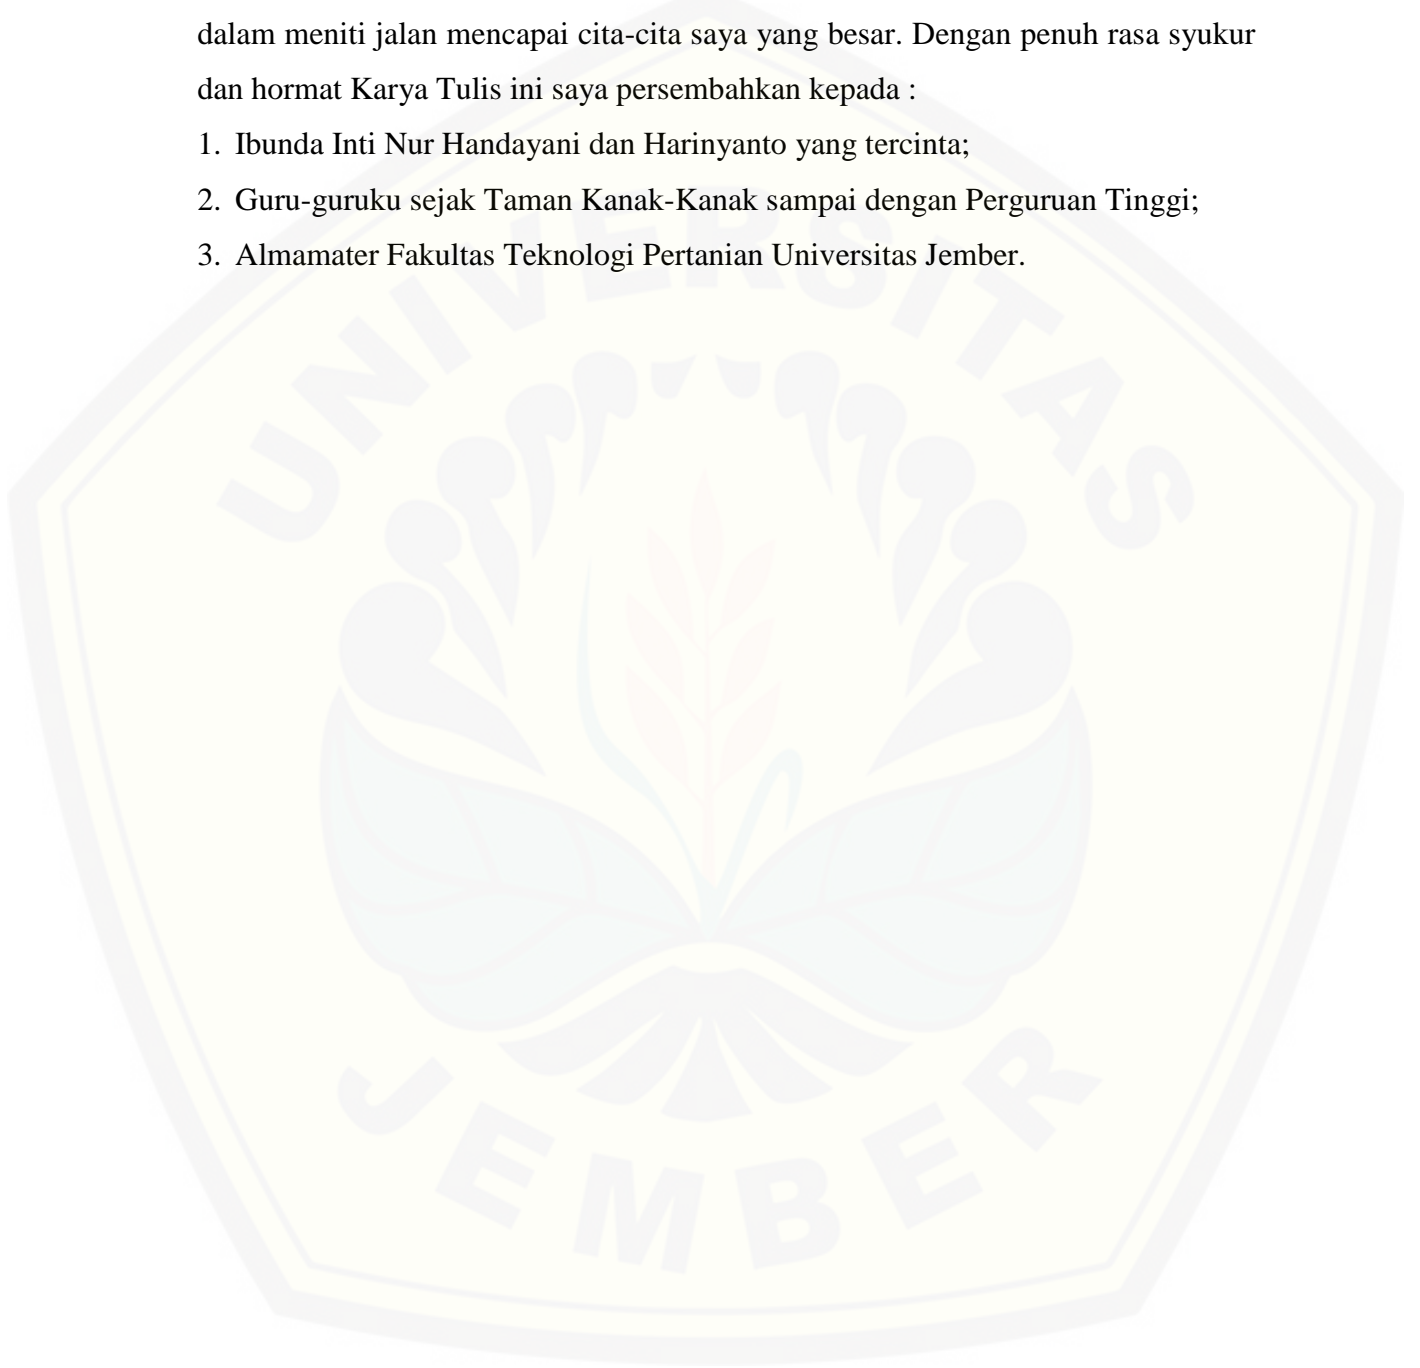 dalam meniti jalan mencapai cita-cita saya yang besar. Dengan penuh rasa syukur
dan hormat Karya Tulis ini saya persembahkan kepada :
1. Ibunda Inti Nur Handayani dan Harinyanto yang tercinta;
2. Guru-guruku sejak Taman Kanak-Kanak sampai dengan Perguruan Tinggi;
3. Almamater Fakultas Teknologi Pertanian Universitas Jember.
UNIVERSITAS
JEMBER